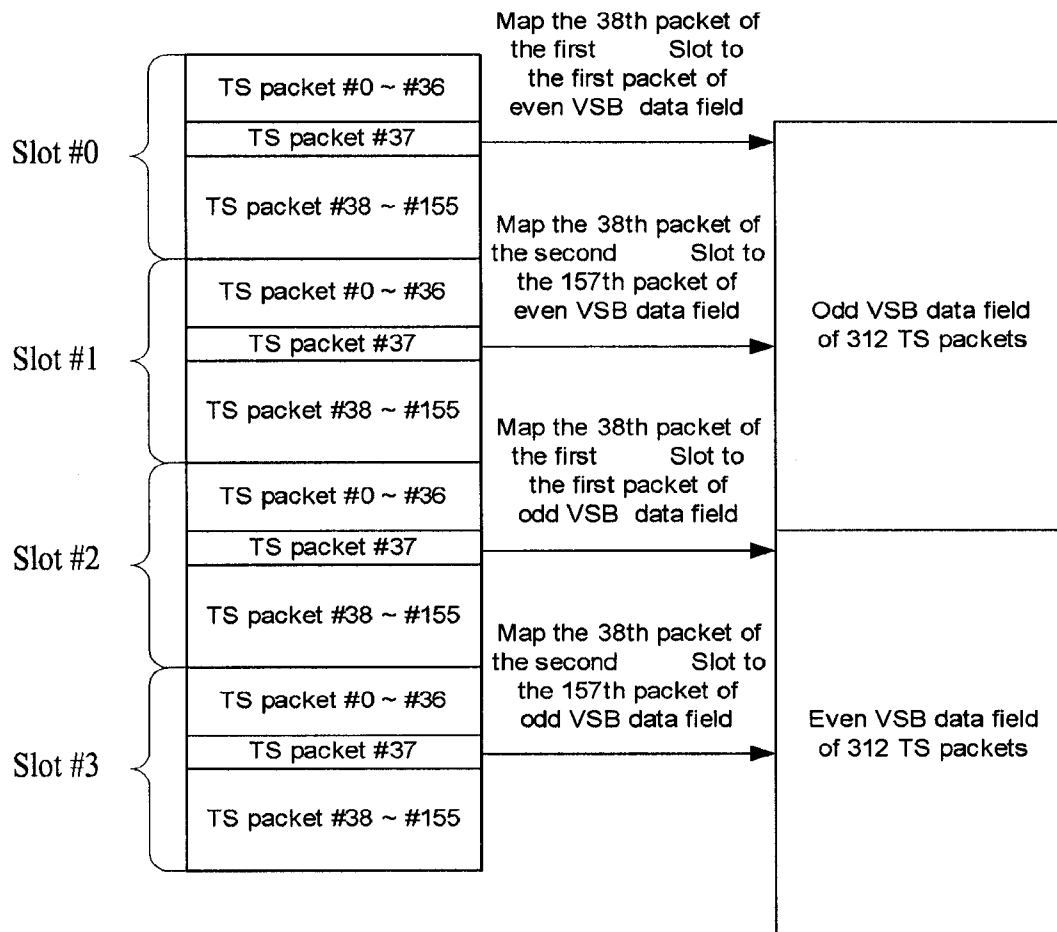 Slot #0
TS packet #0 ~ #36
TS packet #37
TS packet #38 ~ #155
Slot #1
TS packet #0 ~ #36
TS packet #37
TS packet #38 ~ #155
Slot #2
TS packet #0 ~ #36
TS packet #37
TS packet #38 ~ #155
Slot #3
TS packet #0 ~ #36
TS packet #37
TS packet #38 ~ #155
Map the 38th packet of
the first Slot to
the first packet of
even VSB data field
Map the 38th packet of
the second Slot to
the 157th packet of
even VSB data field
Map the 38th packet of
the first Slot to
the first packet of
odd VSB data field
Map the 38th packet of
the second Slot to
the 157th packet of
odd VSB data field
Odd VSB data field
of 312 TS packets
Even VSB data field
of 312 TS packets